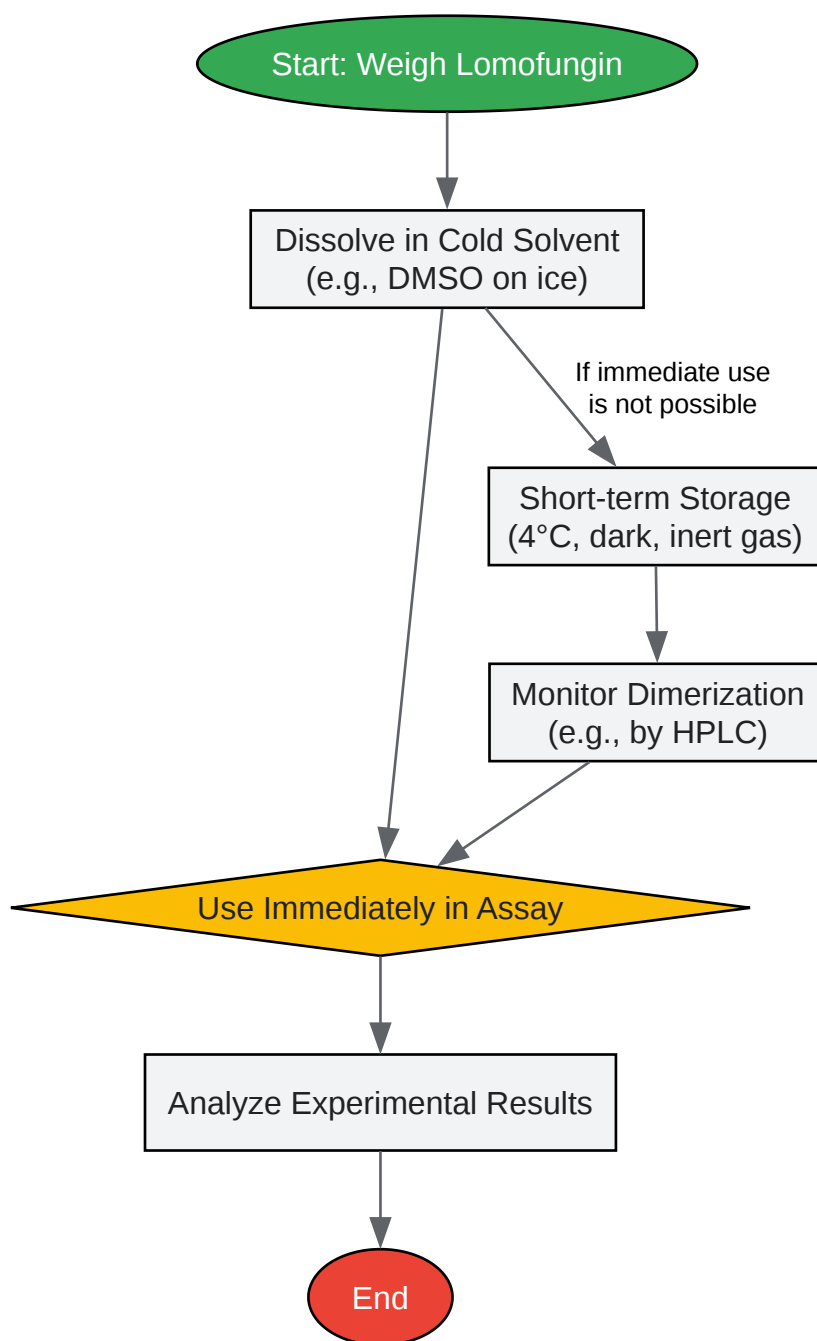 Start: Weigh Lomofungin
Dissolve in Cold Solvent
(e.g., DMSO on ice)
If immediate use
is not possible
Short-term Storage
(4°C, dark, inert gas)
Monitor Dimerization
(e.g., by HPLC)
Use Immediately in Assay
Analyze Experimental Results
End